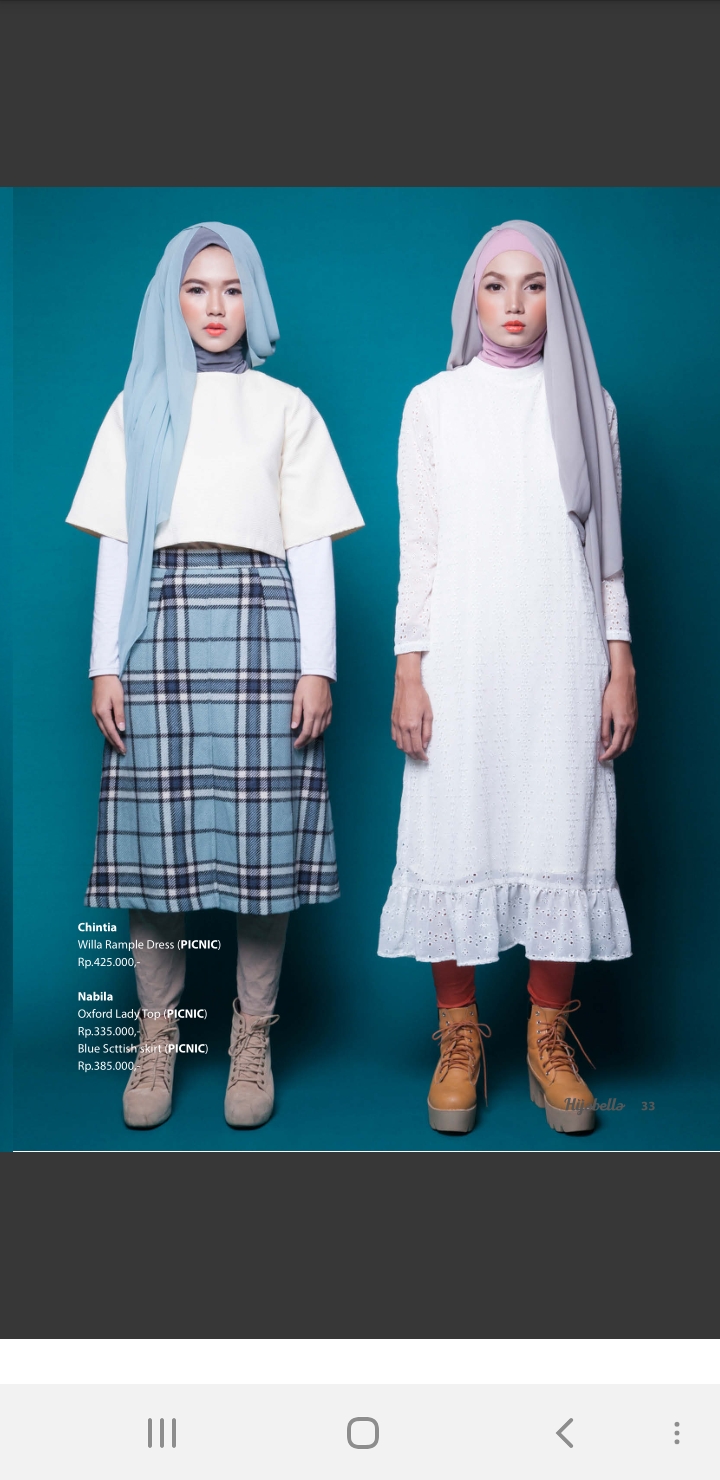 Chintia
Willa Rample Dress (PICNIC)
Rp.425.000,-
Nabila
Oxford Lady Top (PICNIC)
Rp.335.000,-
Blue Scttish skirt (PICNIC)
Rp.385.000,-
Hijabella 33